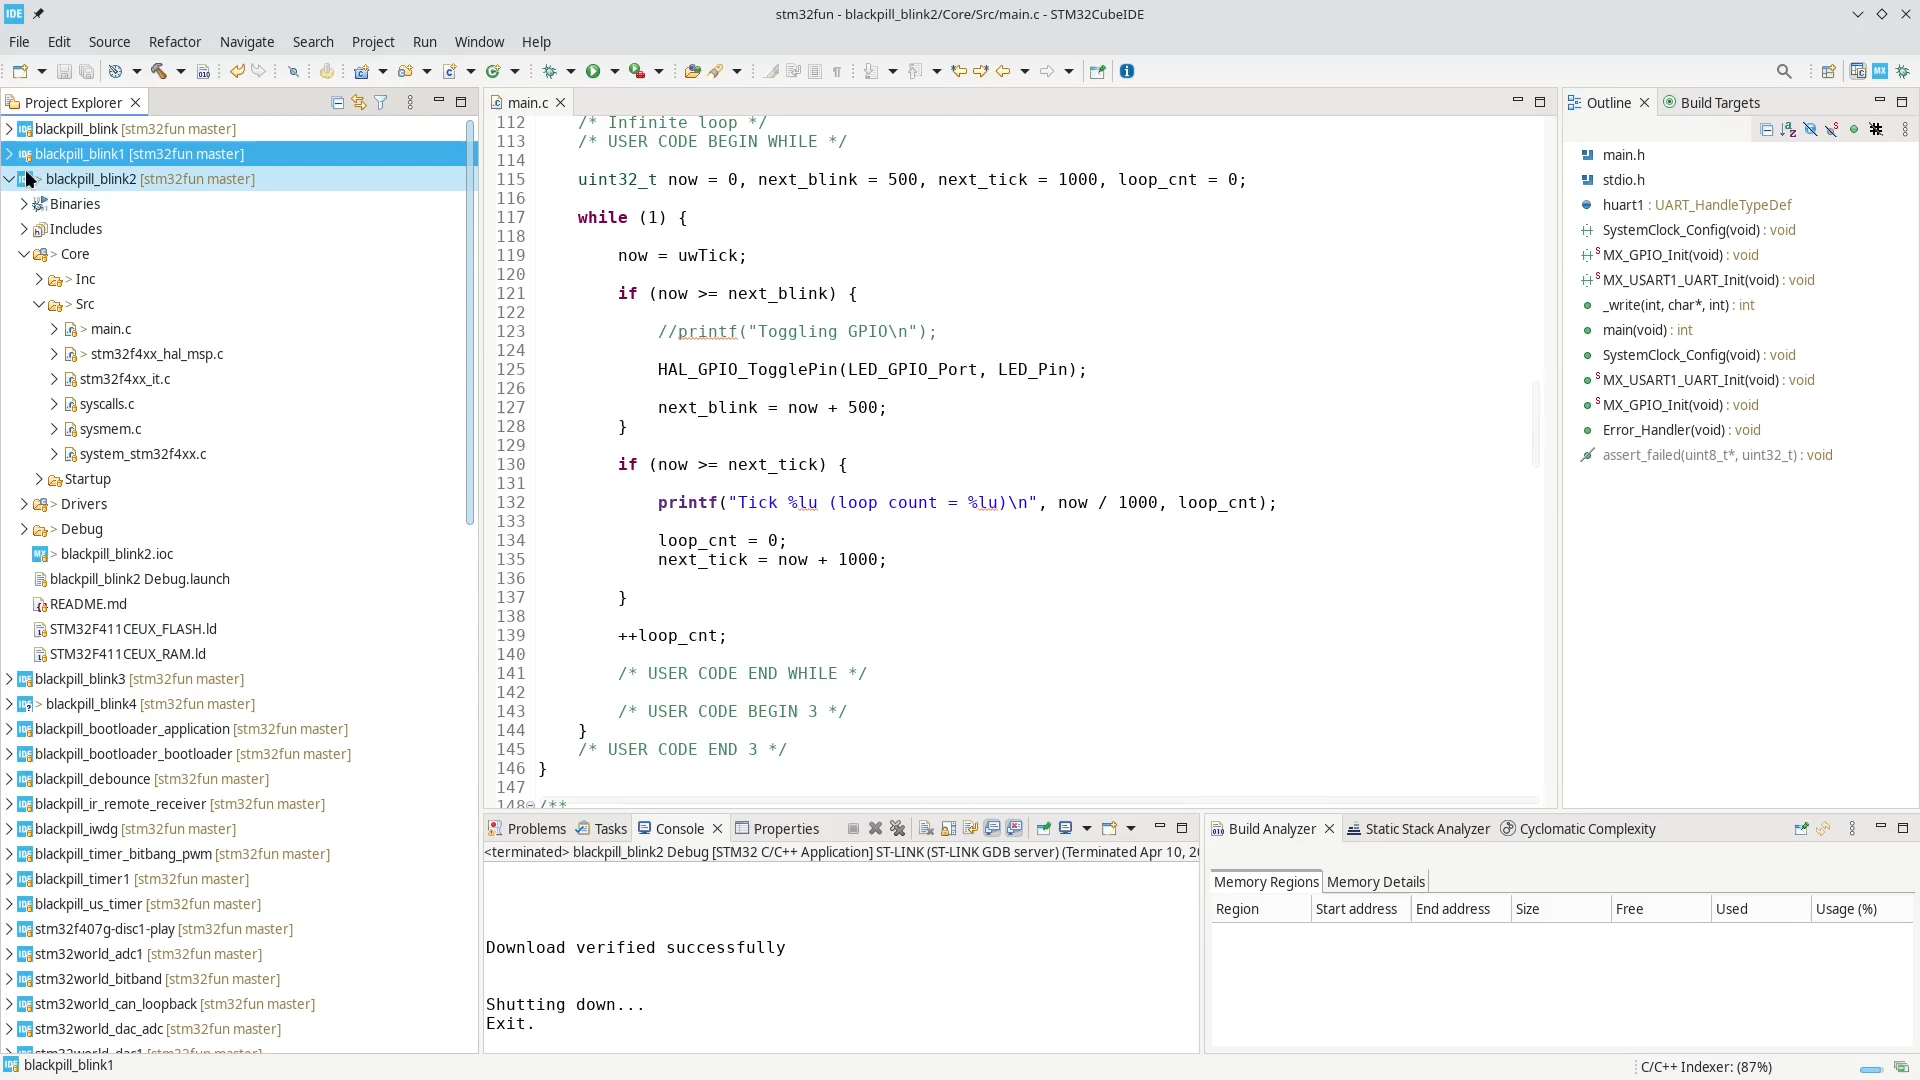 IDE
stm32fun - blackpill_blink2/Core/Src/main.c - STM32CubeIDE
File Edit Source Refactor Navigate Search Project Run Window Help
Project Explorer
blackpill_blink [stm32fun master]
blackpill_blink1 [stm32fun master]
blackpill_blink2 [stm32fun master]
Binaries
Includes
> Core
> Inc
> Src
> main.c
> stm32f4xx_hal_msp.c
stm32f4xx_it.c
syscalls.c
sysmem.c
system_stm32f4xx.c
Startup
> Drivers
> Debug
MX > blackpill_blink2.ioc
blackpill_blink2 Debug.launch
README.md
STM32F411CEUX_FLASH.ld
STM32F411CEUX_RAM.ld
blackpill_blink3 [stm32fun master]
> blackpill_blink4 [stm32fun master]
blackpill_bootloader_application [stm32fun master]
blackpill_bootloader_bootloader [stm32fun master]
blackpill_debounce [stm32fun master]
blackpill_ir_remote_receiver [stm32fun master]
blackpill_iwdg [stm32fun master]
blackpill_timer_bitbang_pwm [stm32fun master]
blackpill_timer1 [stm32fun master]
blackpill_us_timer [stm32fun master]
stm32f407g-disc1-play [stm32fun master]
stm32world_adc1 [stm32fun master]
stm32world_bitband [stm32fun master]
stm32world_can_loopback [stm32fun master]
stm32world_dac_adc [stm32fun master]
stm32world_dac1 [stm32fun master]
main.c
112 /* Infinite loop */
113 /* USER CODE BEGIN WHILE */
114
115 uint32_t now = 0, next_blink = 500, next_tick = 1000, loop_cnt = 0;
116
117 while (1) {
118
119 now = uwTick;
120
121 if (now >= next_blink) {
122
123 //printf("Toggling GPIO\n");
124
125 HAL_GPIO_TogglePin(LED_GPIO_Port, LED_Pin);
126
127 next_blink = now + 500;
128 }
129
130 if (now >= next_tick) {
131
132 printf("Tick %lu (loop count = %lu)\n", now / 1000, loop_cnt);
133
134 loop_cnt = 0;
135 next_tick = now + 1000;
136
137 }
138
139 ++loop_cnt;
140
141 /* USER CODE END WHILE */
142
143 /* USER CODE BEGIN 3 */
144 }
145 /* USER CODE END 3 */
146 }
147
148 /**
Outline Build Targets
main.h
stdio.h
huart1 : UART_HandleTypeDef
SystemClock_Config(void) : void
MX_GPIO_Init(void) : void
MX_USART1_UART_Init(void) : void
_write(int, char*, int) : int
main(void) : int
SystemClock_Config(void) : void
MX_USART1_UART_Init(void) : void
MX_GPIO_Init(void) : void
Error_Handler(void) : void
assert_failed(uint8_t*, uint32_t) : void
Problems Tasks Console Properties
<terminated> blackpill_blink2 Debug [STM32 C/C++ Application] ST-LINK (ST-LINK GDB server) (Terminated Apr 10, 20
Download verified successfully
Shutting down...
Exit.
Build Analyzer Static Stack Analyzer Cyclomatic Complexity
Memory Regions Memory Details
Region Start address End address Size Free Used Usage (%)
IDE blackpill_blink1
C/C++ Indexer: (87%)